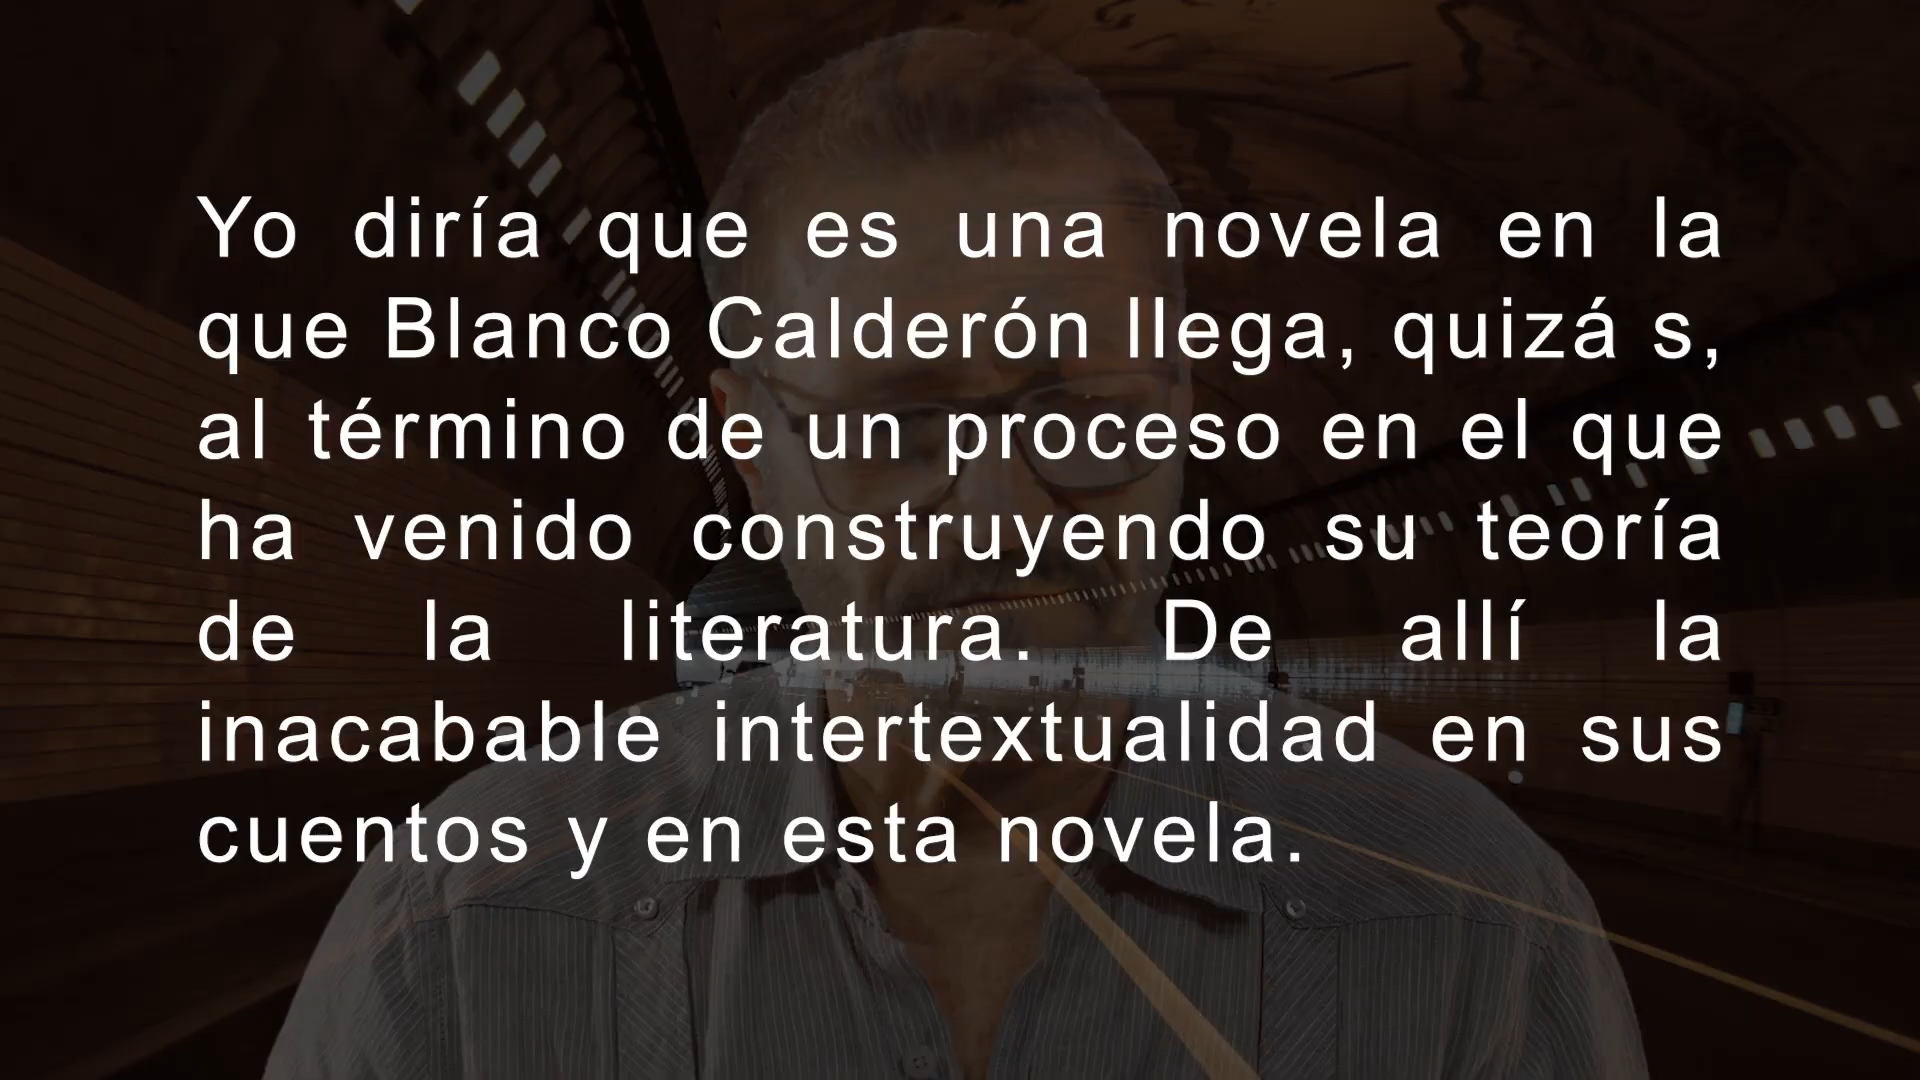 Yo diría que es una novela en la
que Blanco Calderón llega, quizá s,
al término de un proceso en el que
ha venido construyendo su teoría
de la literatura. De allí la
inacabable intertextualidad en sus
cuentos y en esta novela.